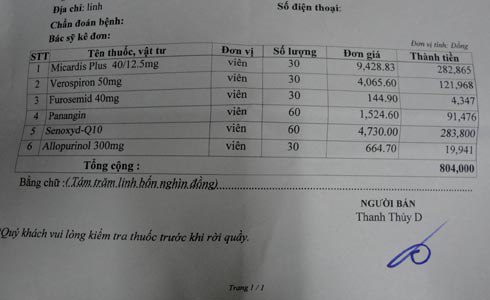 Địa chỉ: linh Số điện thoại:
Chẩn đoán bệnh:
Bác sỹ kê đơn:
Đơn vị tính: Đồng
STT Tên thuốc, vật tư Đơn vị Số lượng Đơn giá Thành tiền
1 Micardis Plus 40/12.5mg viên 30 9,428.83 282,865
2 Verospiron 50mg viên 30 4,065.60 121,968
3 Furosemid 40mg viên 30 144.90 4,347
4 Panangin viên 60 1,524.60 91,476
5 Senoxyd-Q10 viên 60 4,730.00 283,800
6 Allopurinol 300mg viên 30 664.70 19,941
Tổng cộng : 804,000
Bằng chữ :( Tám trăm linh bốn nghìn đồng)
NGƯỜI BÁN
Thanh Thủy D
Quý khách vui lòng kiểm tra thuốc trước khi rời quầy.
Trang 1 / 1